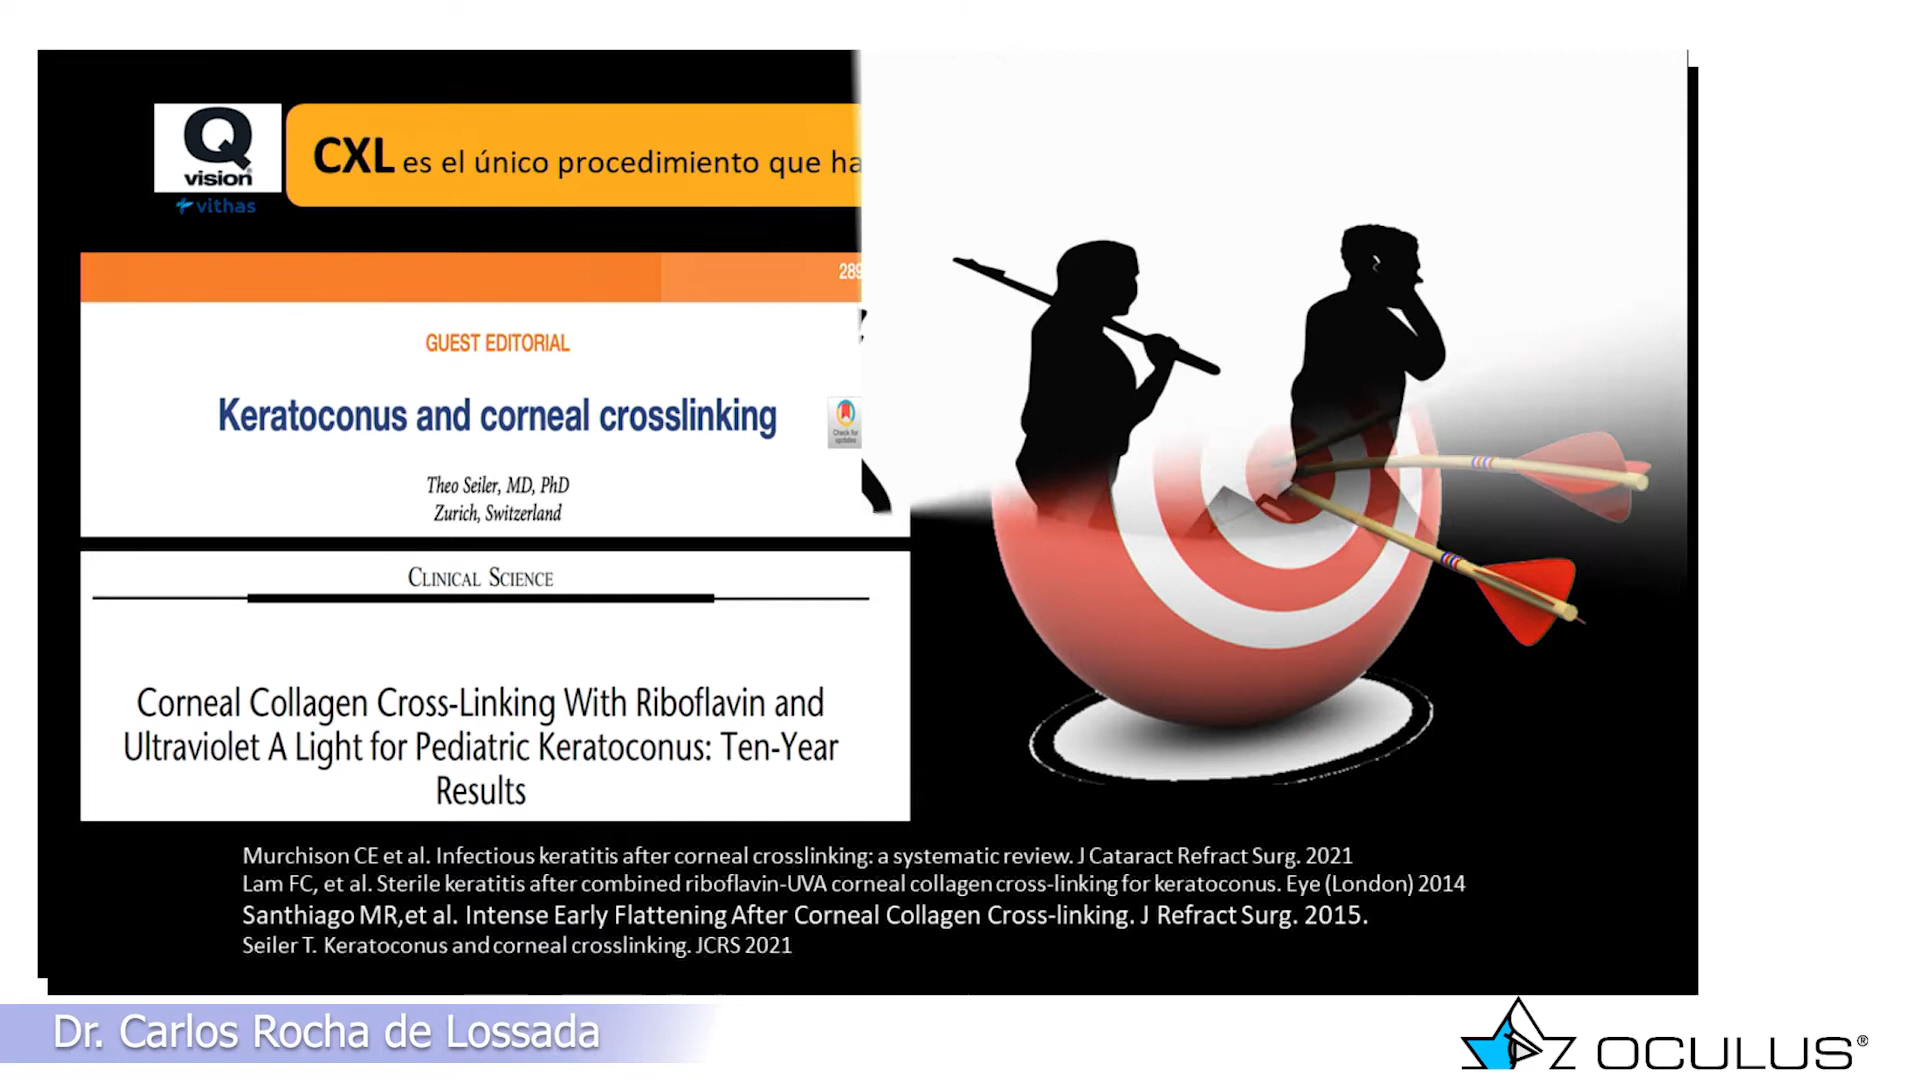 Q
vision
vithas
CXL es el único procedimiento que ha
289
GUEST EDITORIAL
Keratoconus and corneal crosslinking
Check for
updates
Theo Seiler, MD, PhD
Zurich, Switzerland
CLINICAL SCIENCE
Corneal Collagen Cross-Linking With Riboflavin and
Ultraviolet A Light for Pediatric Keratoconus: Ten-Year
Results
Murchison CE et al. Infectious keratitis after corneal crosslinking: a systematic review. J Cataract Refract Surg. 2021
Lam FC, et al. Sterile keratitis after combined riboflavin-UVA corneal collagen cross-linking for keratoconus. Eye (London) 2014
Santhiago MR,et al. Intense Early Flattening After Corneal Collagen Cross-linking. J Refract Surg. 2015.
Seiler T. Keratoconus and corneal crosslinking. JCRS 2021
Dr. Carlos Rocha de Lossada
OCULUS®